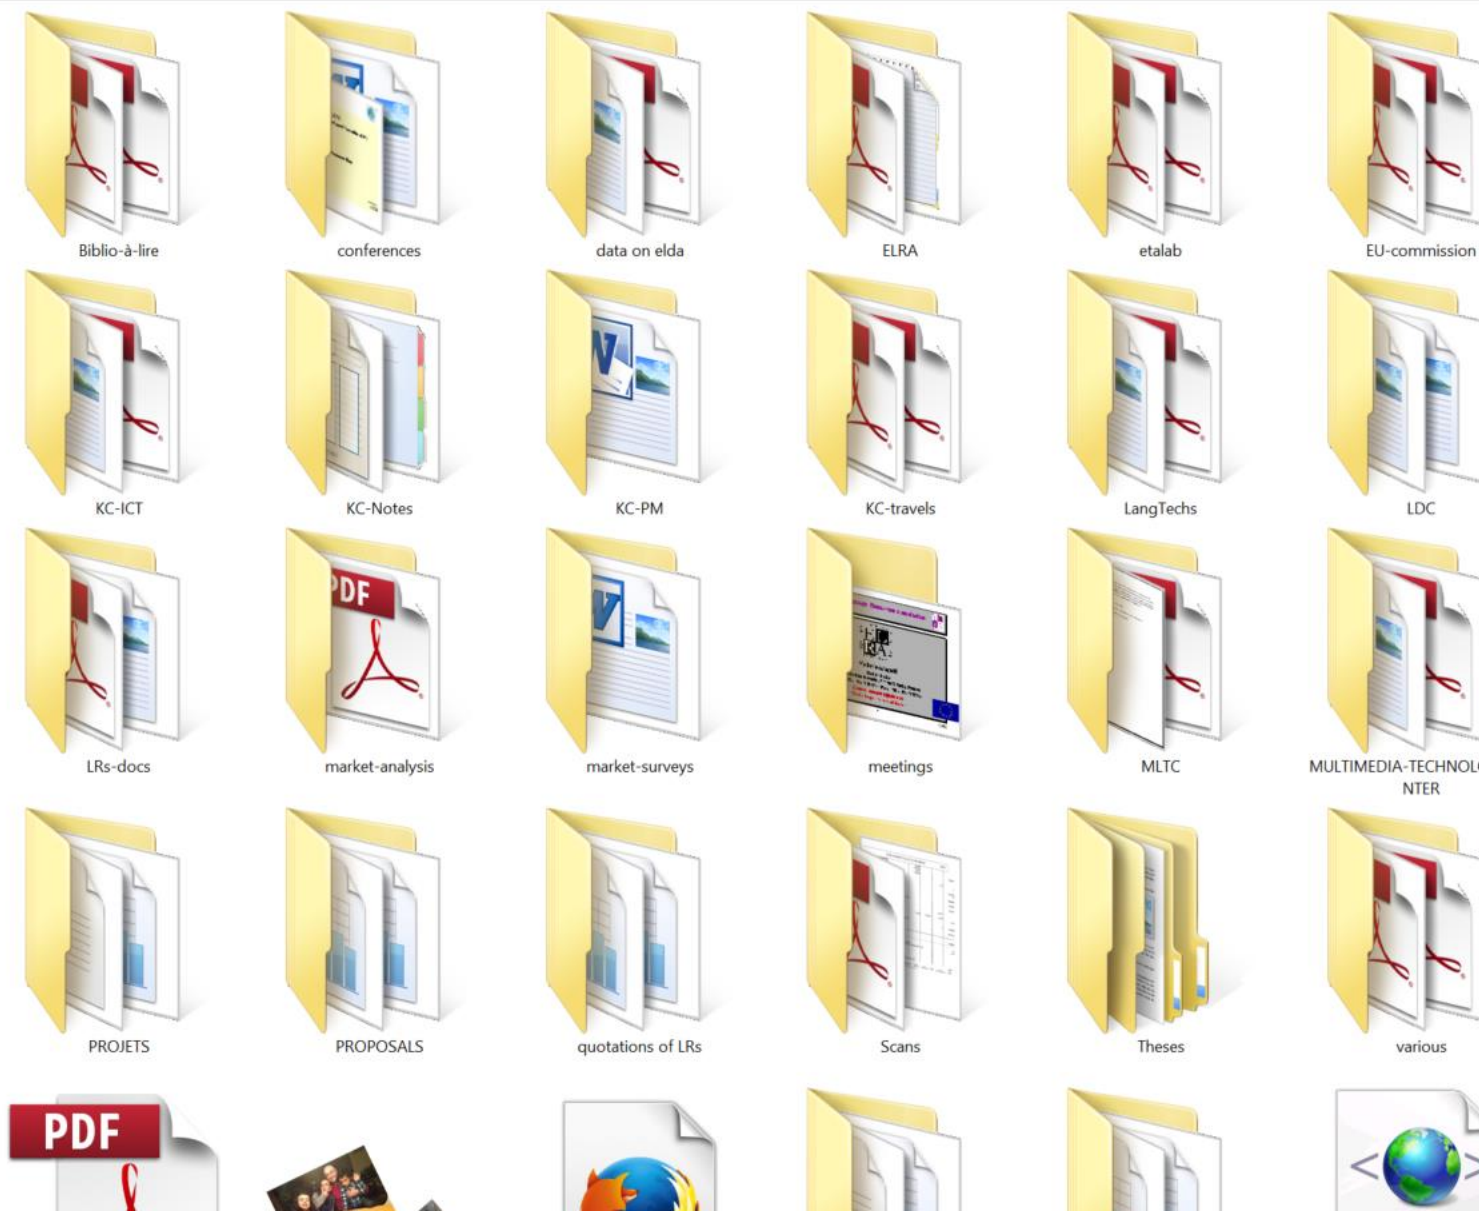 Biblio-à-lire
conferences
data on elda
ELRA
etalab
EU-commission
KC-ICT
KC-Notes
KC-PM
KC-travels
LangTechs
LDC
LRs-docs
PDF
market-analysis
market-surveys
meetings
MLTC
MULTIMEDIA-TECHNOL
NTER
PROJETS
PROPOSALS
quotations of LRs
Scans
Theses
various
PDF